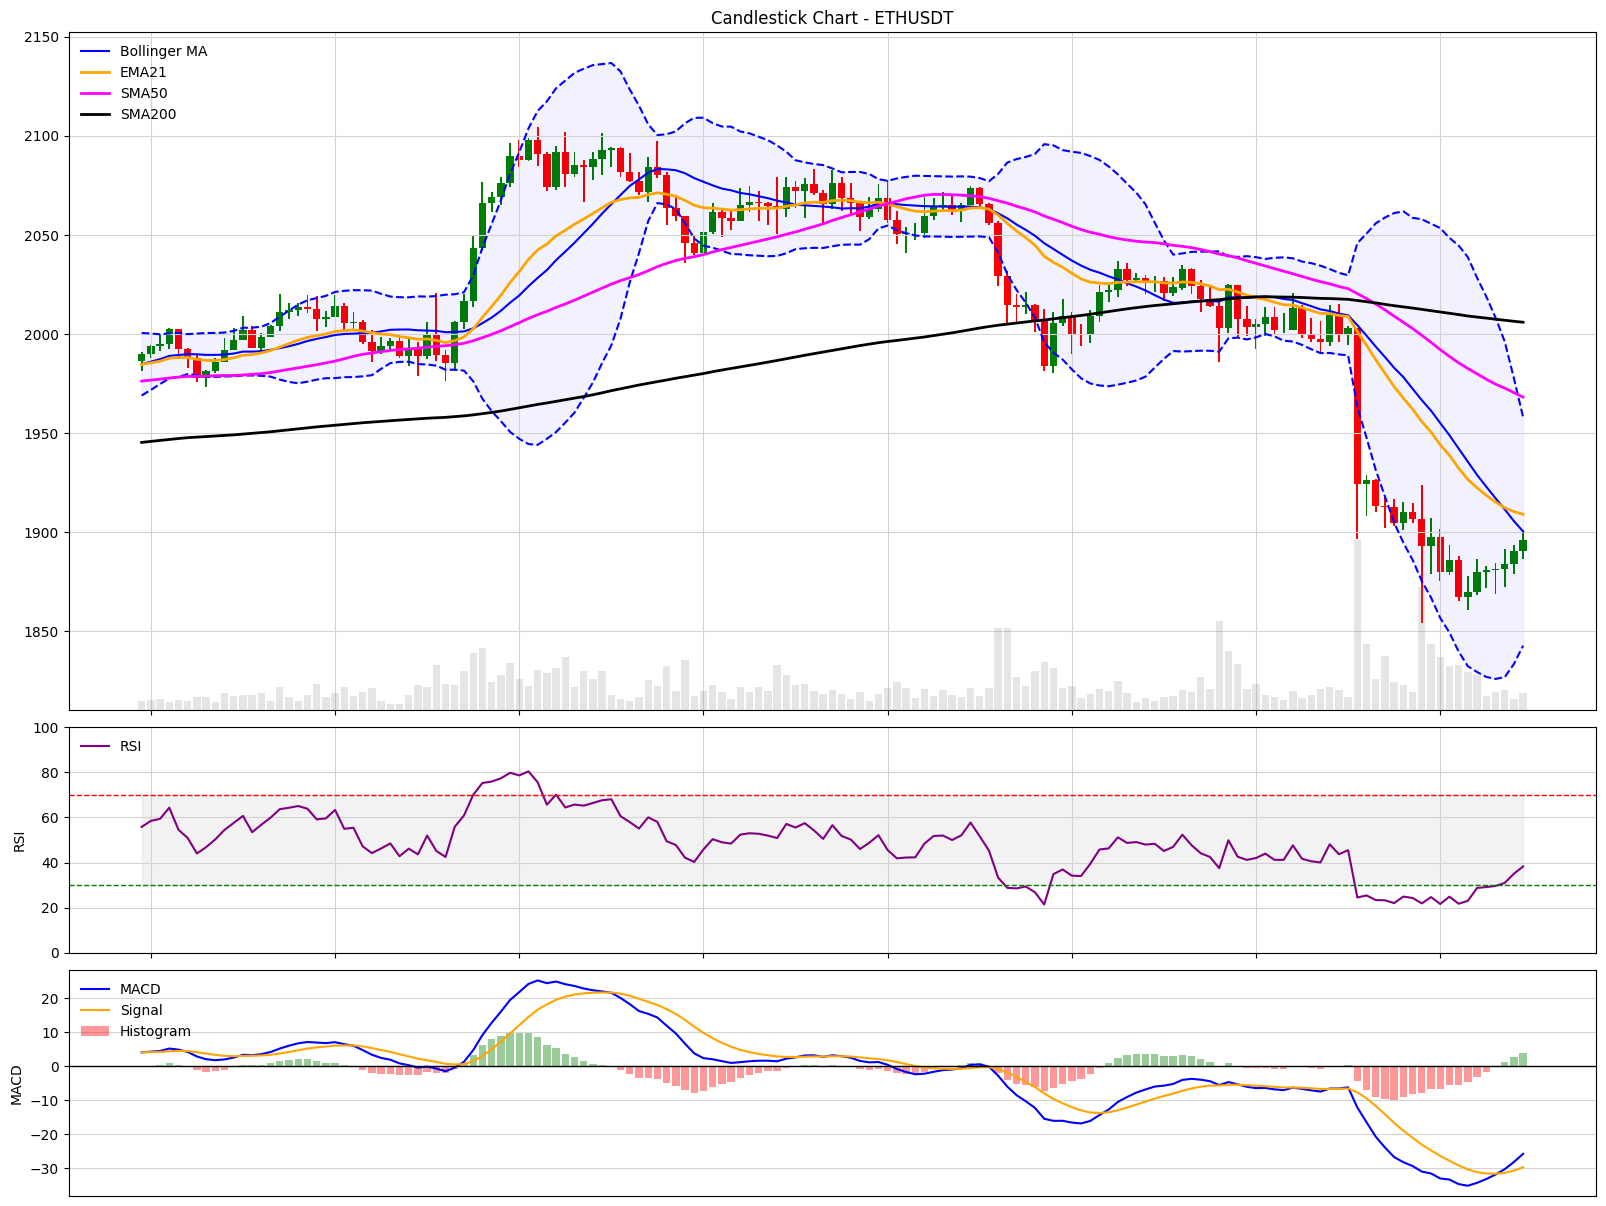 Candlestick Chart - ETHUSDT
2150
2100
2050
2000
1950
1900
1850
Bollinger MA
EMA21
SMA50
SMA200
100
80
60
40
20
0
RSI
RSI
20
10
0
−10
−20
−30
MACD
MACD
Signal
Histogram